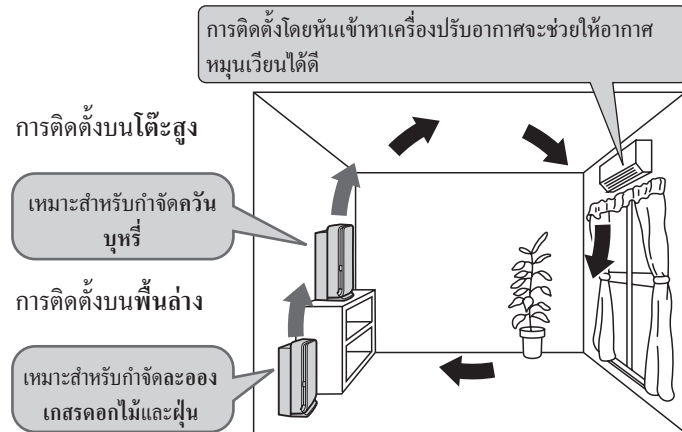 การติดตั้งโดยหันเข้าหาเครื่องปรับอากาศจะช่วยให้อากาศ
หมุนเวียนได้ดี
การติดตั้งบนโต๊ะสูง
เหมาะสำหรับกำจัดควัน
บุหรี่
การติดตั้งบนพื้นล่าง
เหมาะสำหรับกำจัดละออง
เกสรดอกไม้และฝุ่น